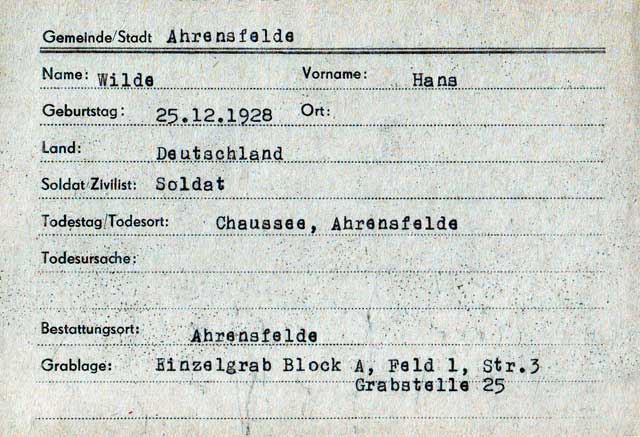 Gemeinde/Stadt Ahrensfelde
Name: Wilde Vorname: Hans
Geburtstag: 25.12.1928 Ort:
Land: Deutschland
Soldat/Zivilist: Soldat
Todestag/Todesort: Chaussee, Ahrensfelde
Todesursache:
Bestattungsort: Ahrensfelde
Grablage: Einzelgrab Block A, Feld 1, Str.3
Grabstelle 25